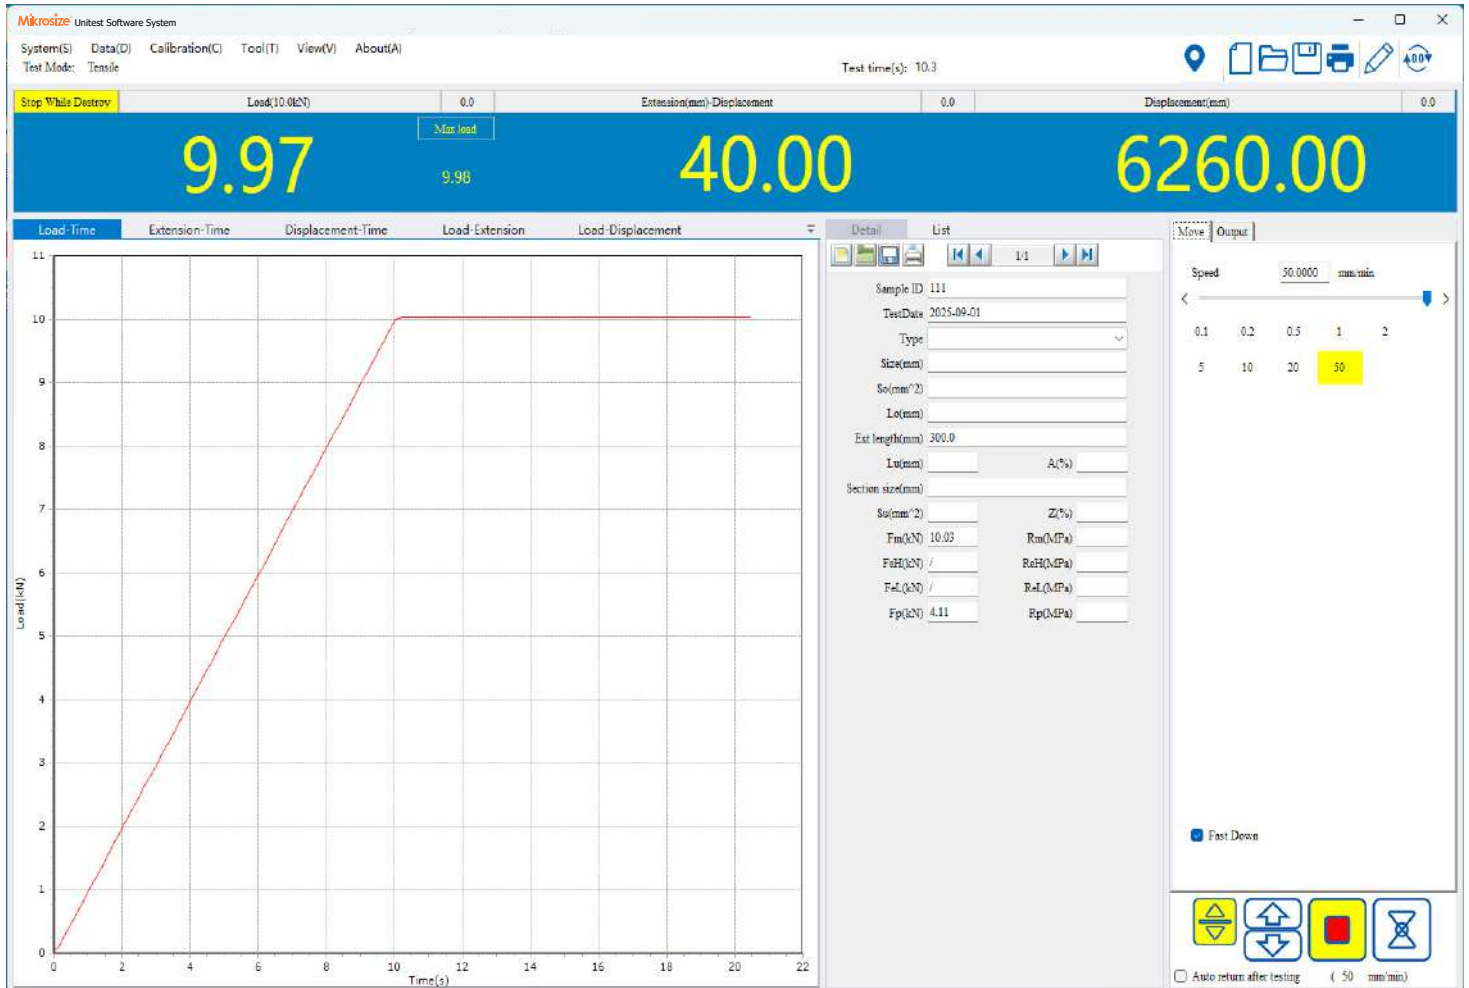 Mikrosize Unitest Software System
System(S) Data(D) Calibration(C) Tool(T) View(V) About(A)
Test Mode: Tensile
Test time(s): 10.3
Stop While Destroy Load(10.0kN) 0.0 Extension(mm)-Displacement 0.0 Displacement(mm) 0.0
Max load
9.97 9.98 40.00 6260.00
Load-Time Extension-Time Displacement-Time Load-Extension Load-Displacement
11
10
9
8
7
6
5
4
3
2
1
0
Load(kN)
0 2 4 6 8 10 12 14 16 18 20 22
Time(s)
Detail List
1/1
Sample ID 111
TestDate 2025-09-01
Type
Size(mm)
So(mm^2)
Lo(mm)
Ext length(mm) 300.0
Lu(mm) A(%)
Section size(mm)
Su(mm^2) Z(%)
Fm(kN) 10.03 Rm(MPa)
FeH(kN) / ReH(MPa)
FeL(kN) / ReL(MPa)
Fp(kN) 4.11 Rp(MPa)
Move Output
Speed 50.0000 mm/min
0.1 0.2 0.5 1 2
5 10 20 50
Fast Down
Auto return after testing ( 50 mm/min)